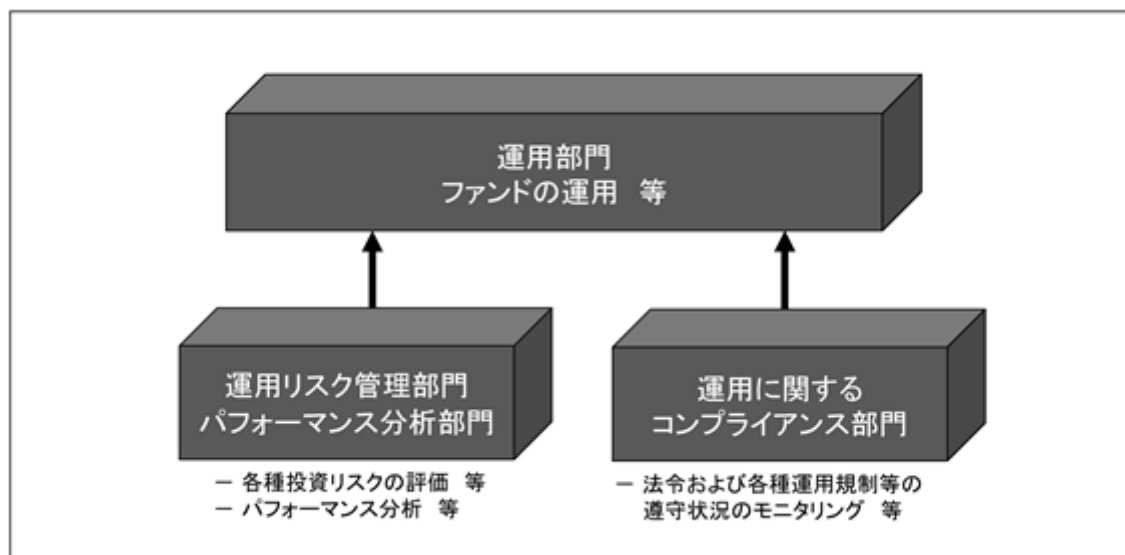 運用部門
ファンドの運用 等
運用リスク管理部門
パフォーマンス分析部門
運用に関する
コンプライアンス部門
－ 各種投資リスクの評価 等
－ パフォーマンス分析 等
－ 法令および各種運用規制等の
遵守状況のモニタリング 等